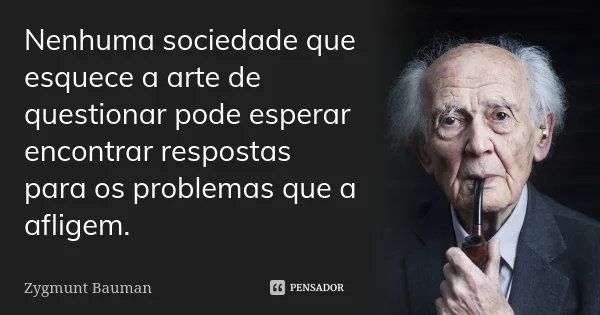 Nenhuma sociedade que
esquece a arte de
questionar pode esperar
encontrar respostas
para os problemas que a
afligem.
Zygmunt Bauman
PENSADOR